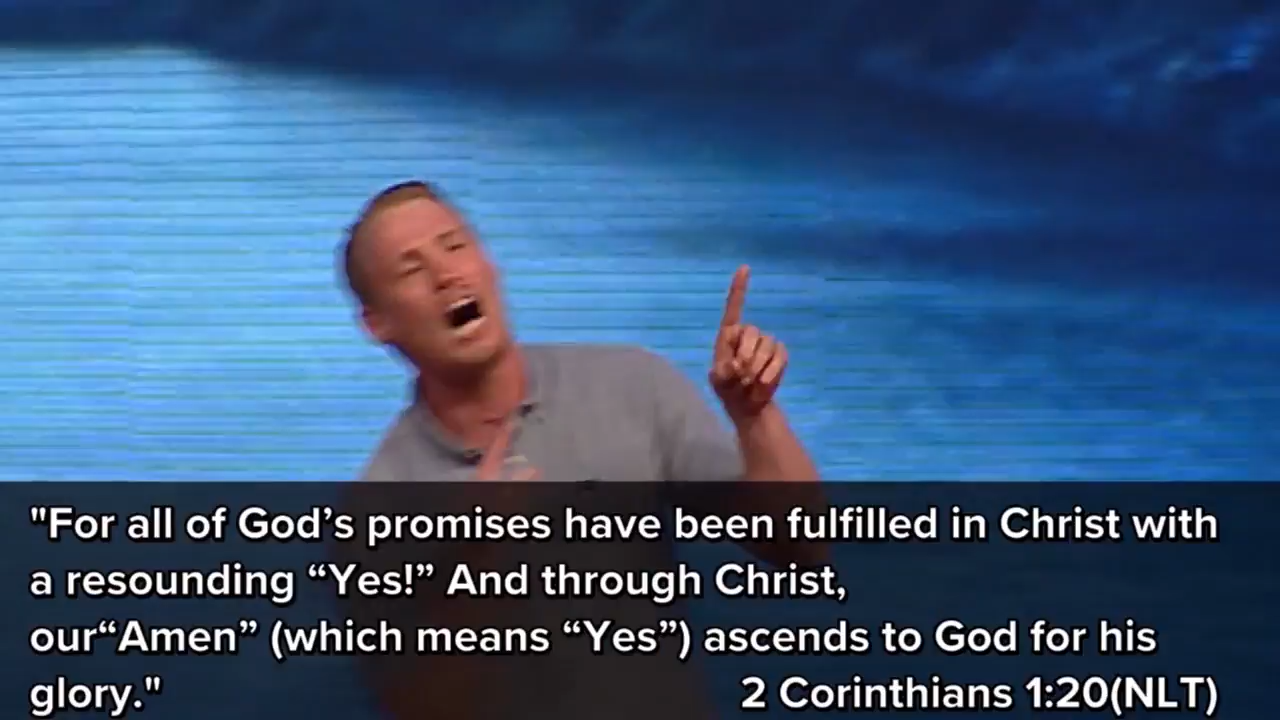 "For all of God’s promises have been fulfilled in Christ with
a resounding “Yes!” And through Christ,
our“Amen” (which means “Yes”) ascends to God for his
glory." 2 Corinthians 1:20(NLT)